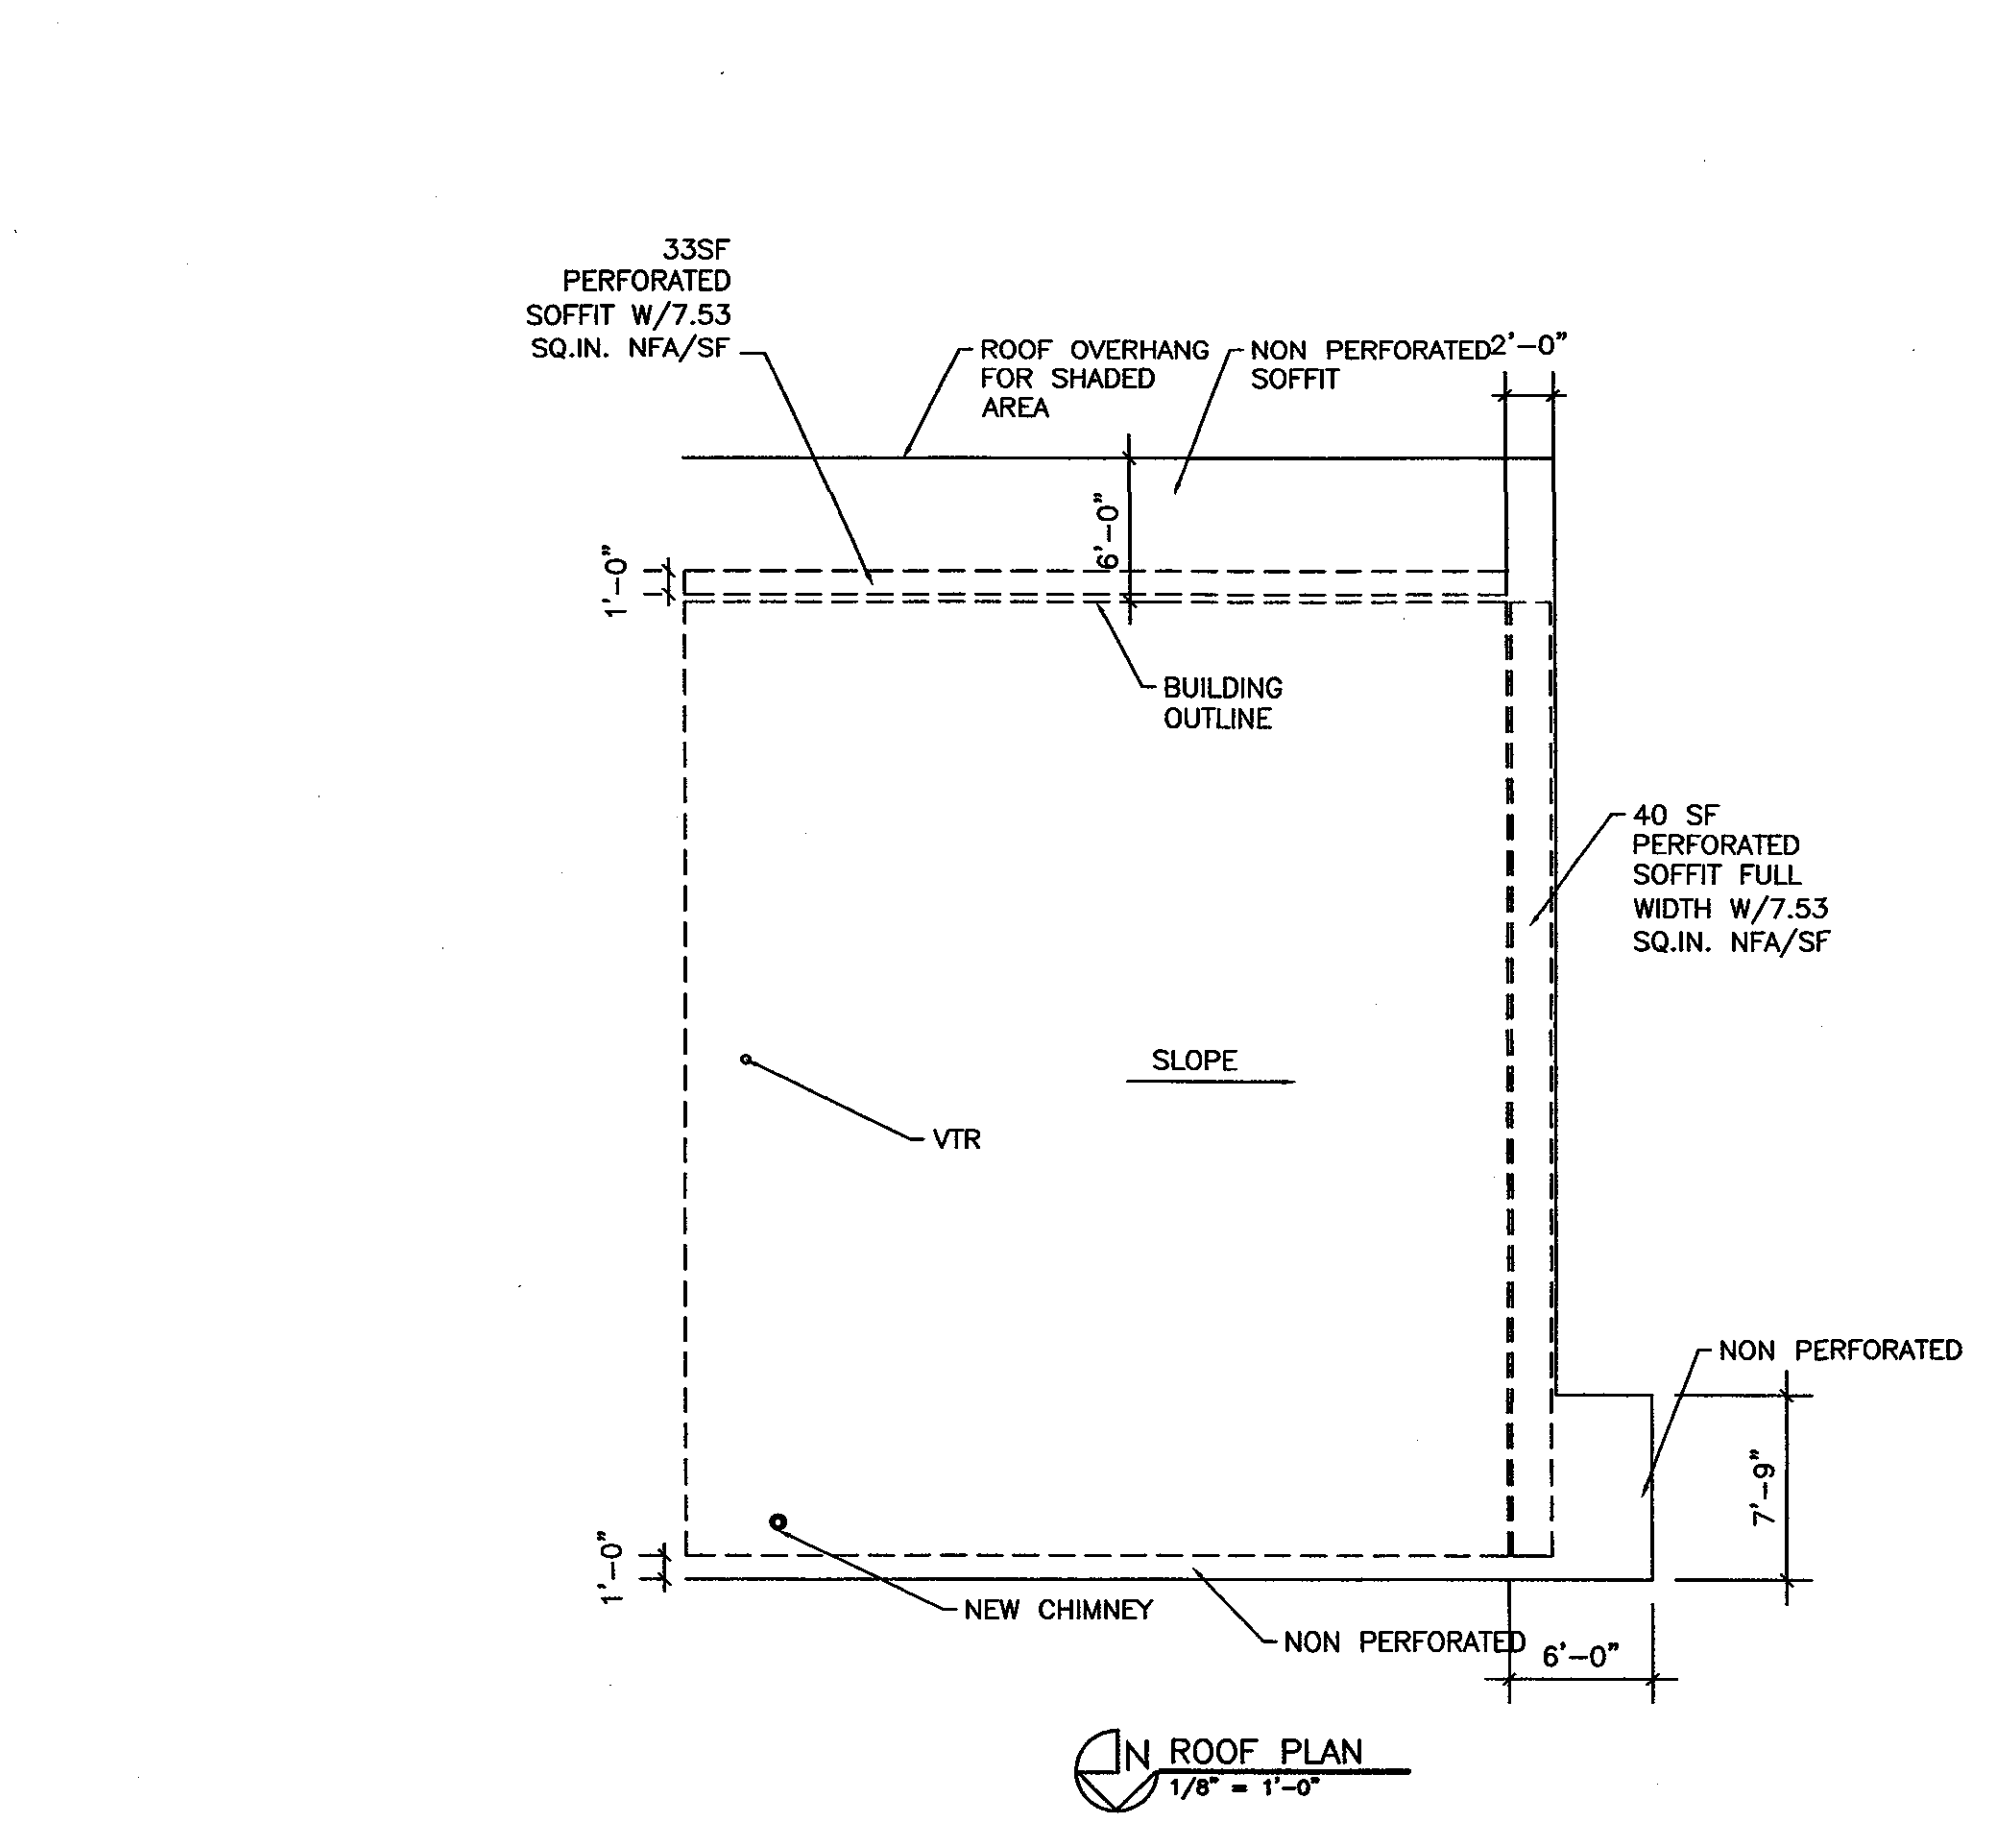 33SF
PERFORATED
SOFFIT W/7.53
SQ.IN. NFA/SF
ROOF OVERHANG
FOR SHADED
AREA
NON PERFORATED
SOFFIT
2'-0"
6'-0"
1'-0"
BUILDING
OUTLINE
40 SF
PERFORATED
SOFFIT FULL
WIDTH W/7.53
SQ.IN. NFA/SF
SLOPE
VTR
NON PERFORATED
7'-9"
1'-0"
NEW CHIMNEY
NON PERFORATED
6'-0"
N
ROOF PLAN
1/8" = 1'-0"